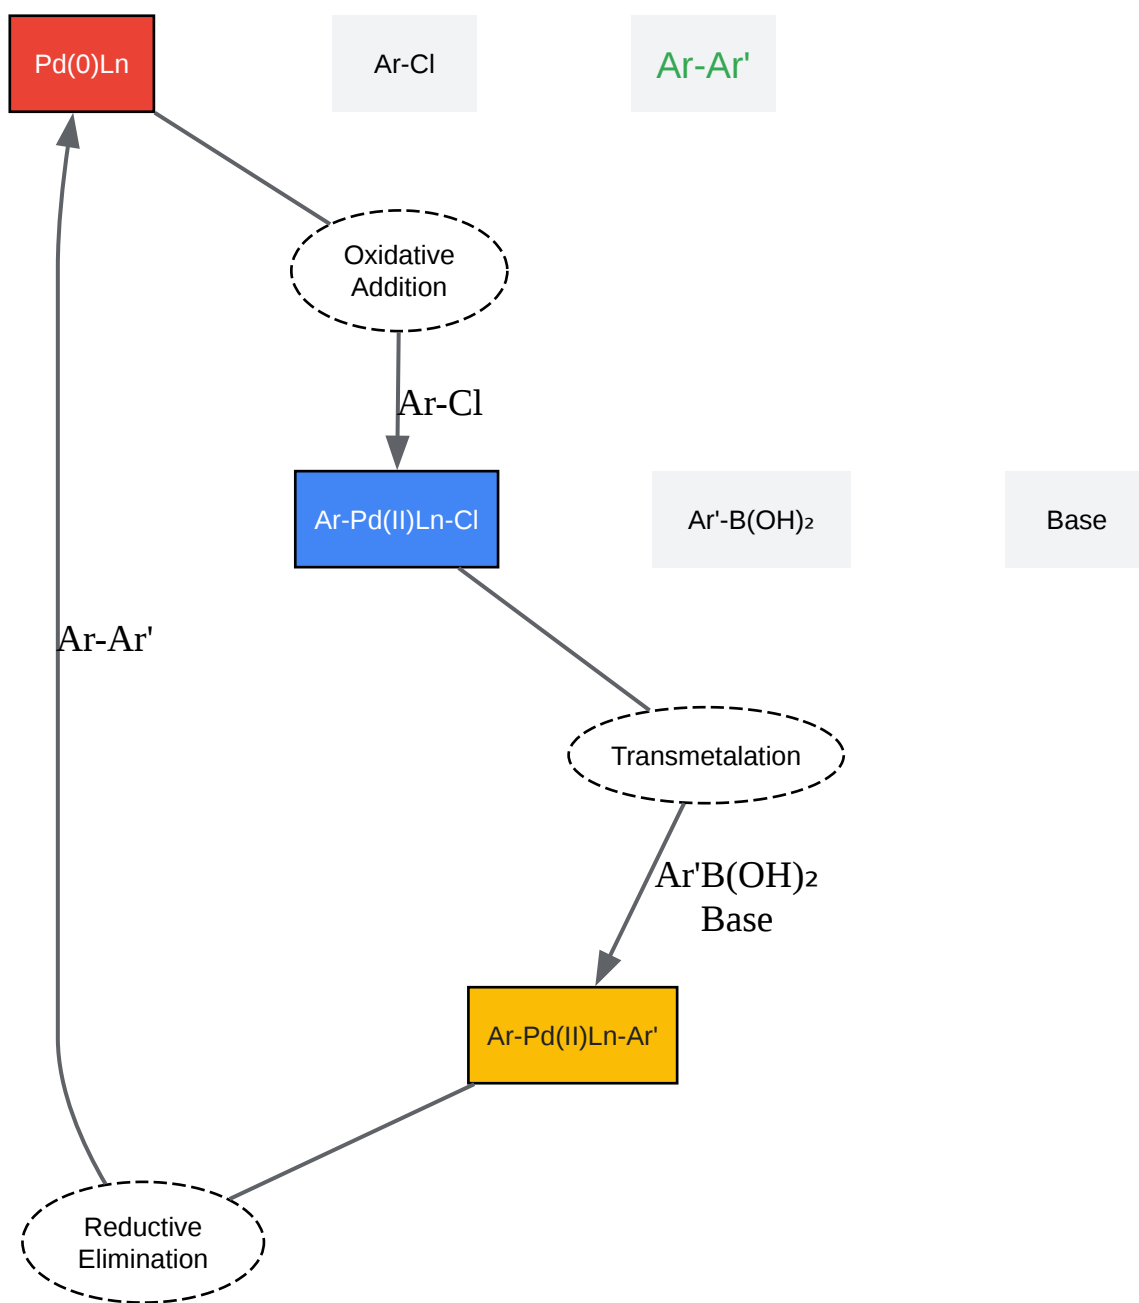 Pd(0)Ln
Ar-Cl
Ar-Ar'
Oxidative
Addition
Ar-Cl
Ar-Pd(II)Ln-Cl
Ar'-B(OH)₂
Base
Ar-Ar'
Transmetalation
Ar'B(OH)₂
Base
Ar-Pd(II)Ln-Ar'
Reductive
Elimination